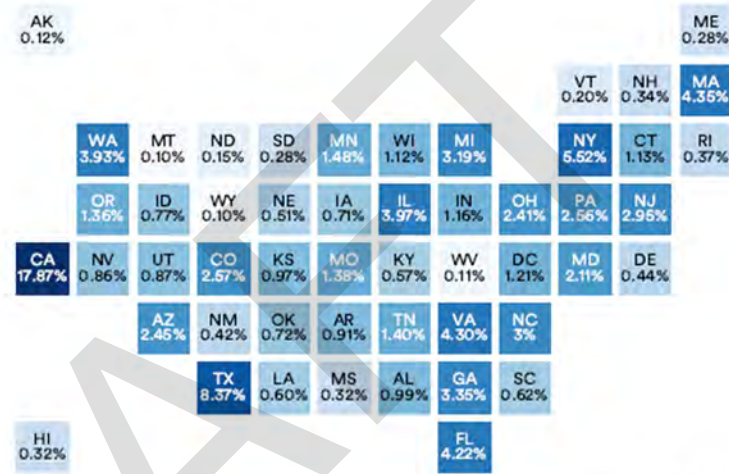 AK
0.12%
ME
0.28%
VT
0.20%
NH
0.34%
MA
4.35%
WA
3.93%
MT
0.10%
ND
0.15%
SD
0.28%
MN
1.48%
WI
1.12%
MI
3.19%
NY
5.52%
CT
1.13%
RI
0.37%
OR
1.36%
ID
0.77%
WY
0.10%
NE
0.51%
IA
0.71%
IL
3.97%
IN
1.16%
OH
2.41%
PA
2.56%
NJ
2.95%
CA
17.87%
NV
0.86%
UT
0.87%
CO
2.57%
KS
0.97%
MO
1.38%
KY
0.57%
WV
0.11%
DC
1.21%
MD
2.11%
DE
0.44%
AZ
2.45%
NM
0.42%
OK
0.72%
AR
0.91%
TN
1.40%
VA
4.30%
NC
3%
TX
8.37%
LA
0.60%
MS
0.32%
AL
0.99%
GA
3.35%
SC
0.62%
HI
0.32%
FL
4.22%